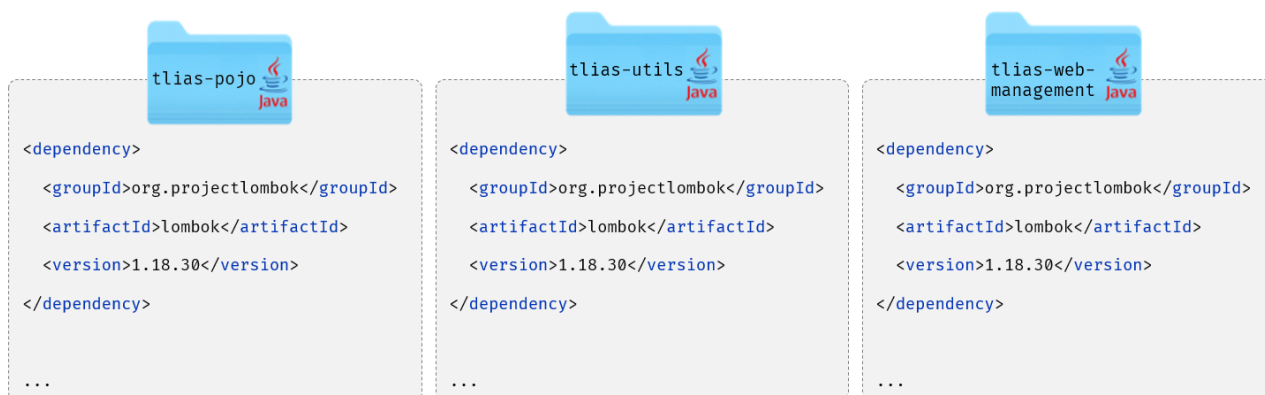 tlias-pojo
Java
<dependency>
<groupId>org.projectlombok</groupId>
<artifactId>lombok</artifactId>
<version>1.18.30</version>
</dependency>
...
tlias-utils
Java
<dependency>
<groupId>org.projectlombok</groupId>
<artifactId>lombok</artifactId>
<version>1.18.30</version>
</dependency>
...
tlias-web-
management
Java
<dependency>
<groupId>org.projectlombok</groupId>
<artifactId>lombok</artifactId>
<version>1.18.30</version>
</dependency>
...